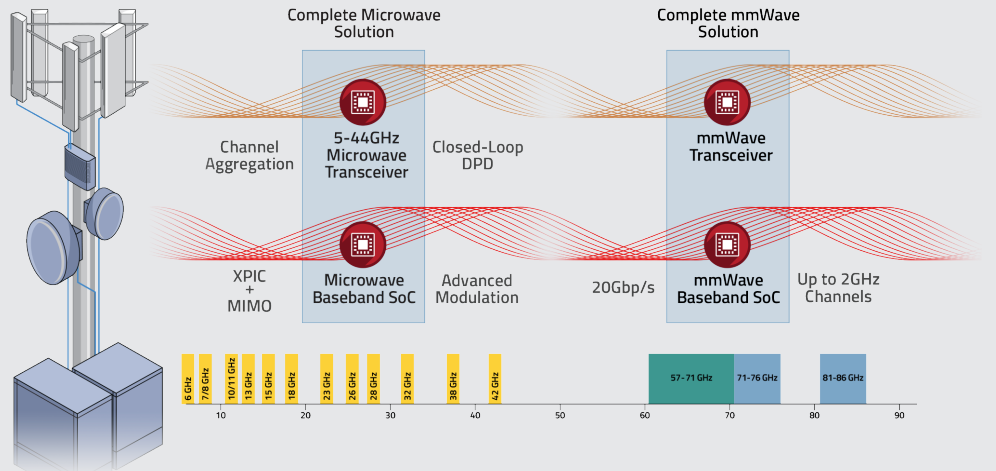 Complete Microwave
Solution
Complete mmWave
Solution
Channel
Aggregation
5-44GHz
Microwave
Transceiver
Closed-Loop
DPD
mmWave
Transceiver
XPIC
+
MIMO
Microwave
Baseband SoC
Advanced
Modulation
20Gbp/s
mmWave
Baseband SoC
Up to 2GHz
Channels
6 GHz
7/8 GHz
10/11 GHz
13 GHz
15 GHz
18 GHz
23 GHz
26 GHz
28 GHz
32 GHz
38 GHz
42 GHz
57-71 GHz
71-76 GHz
81-86 GHz
10
20
30
40
50
60
70
80
90